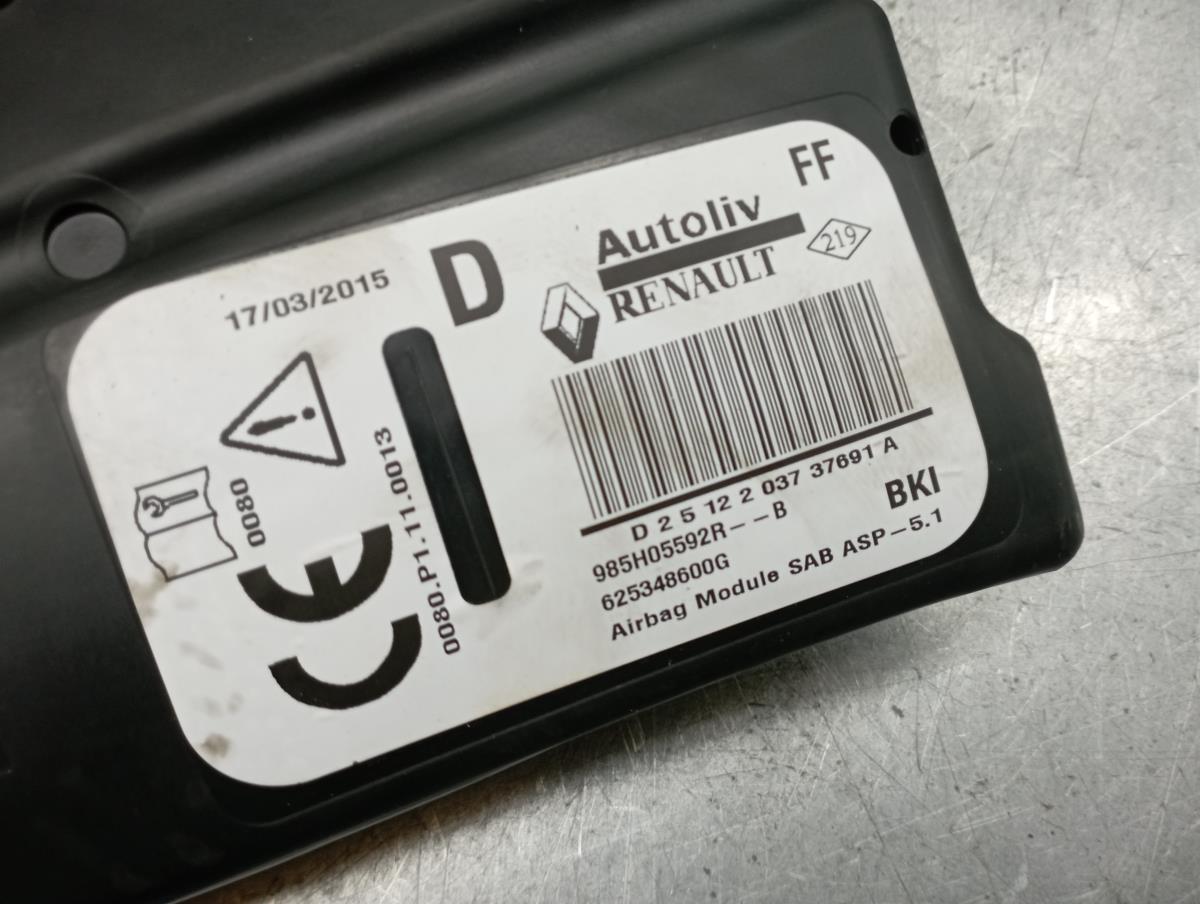 FF
Autoliv
RENAULT
219
D
17/03/2015
D 2 5 12 2 037 37691 A
985H05592R--B
BKI
625348600G
Airbag Module SAB ASP-5.1
0080
CE
0080.P1.11.0013